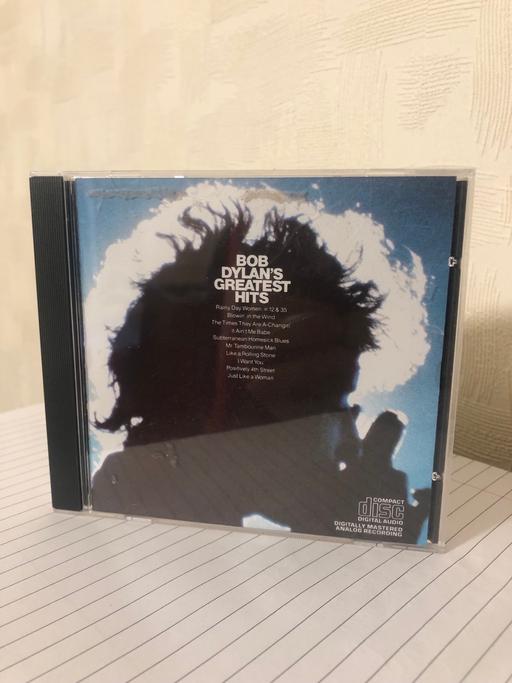 BOB
DYLAN'S
GREATEST
HITS
Rainy Day Women # 12 & 35
Blowin' in the Wind
The Times They Are A-Changin'
It Ain't Me Babe
Subterranean Homesick Blues
Mr. Tambourine Man
Like a Rolling Stone
I Want You
Positively 4th Street
Just Like a Woman
COMPACT
disc
DIGITAL AUDIO
DIGITALLY MASTERED
ANALOG RECORDING